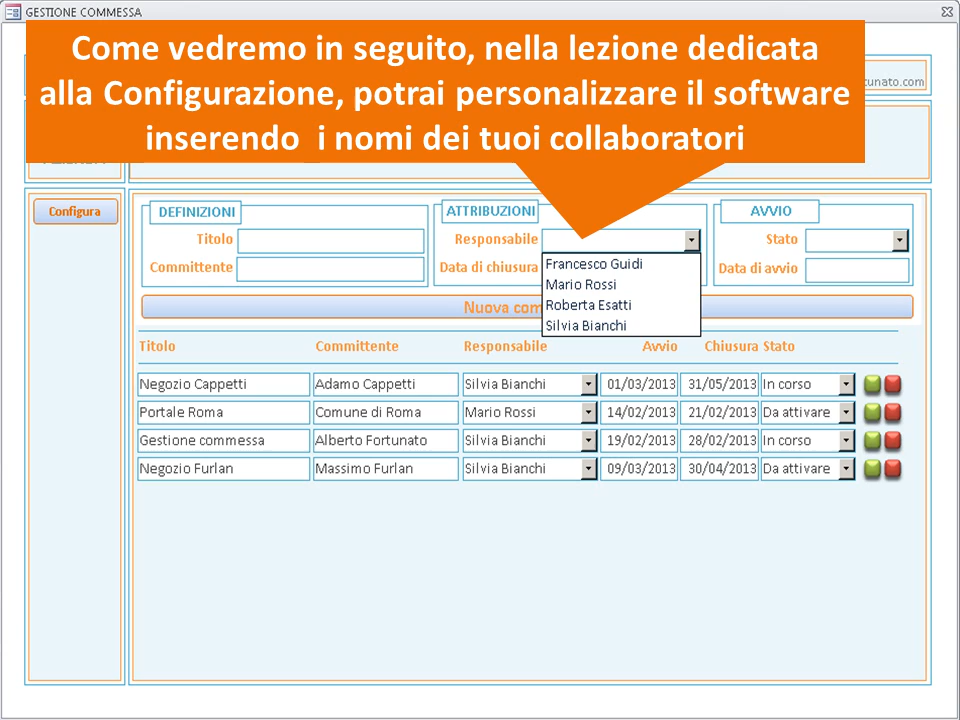 GESTIONE COMMESSA
Come vedremo in seguito, nella lezione dedicata
alla Configurazione, potrai personalizzare il software
inserendo i nomi dei tuoi collaboratori
tunato.com
Configura
DEFINIZIONI
Titolo
Committente
ATTRIBUZIONI
Responsabile
Data di chiusura
Francesco Guidi
Mario Rossi
Roberta Esatti
Silvia Bianchi
AVVIO
Stato
Data di avvio
Nuova com
Titolo Committente Responsabile Avvio Chiusura Stato
Negozio Cappetti Adamo Cappetti Silvia Bianchi 01/03/2013 31/05/2013 In corso
Portale Roma Comune di Roma Mario Rossi 14/02/2013 21/02/2013 Da attivare
Gestione commessa Alberto Fortunato Silvia Bianchi 19/02/2013 28/02/2013 In corso
Negozio Furlan Massimo Furlan Silvia Bianchi 09/03/2013 30/04/2013 Da attivare